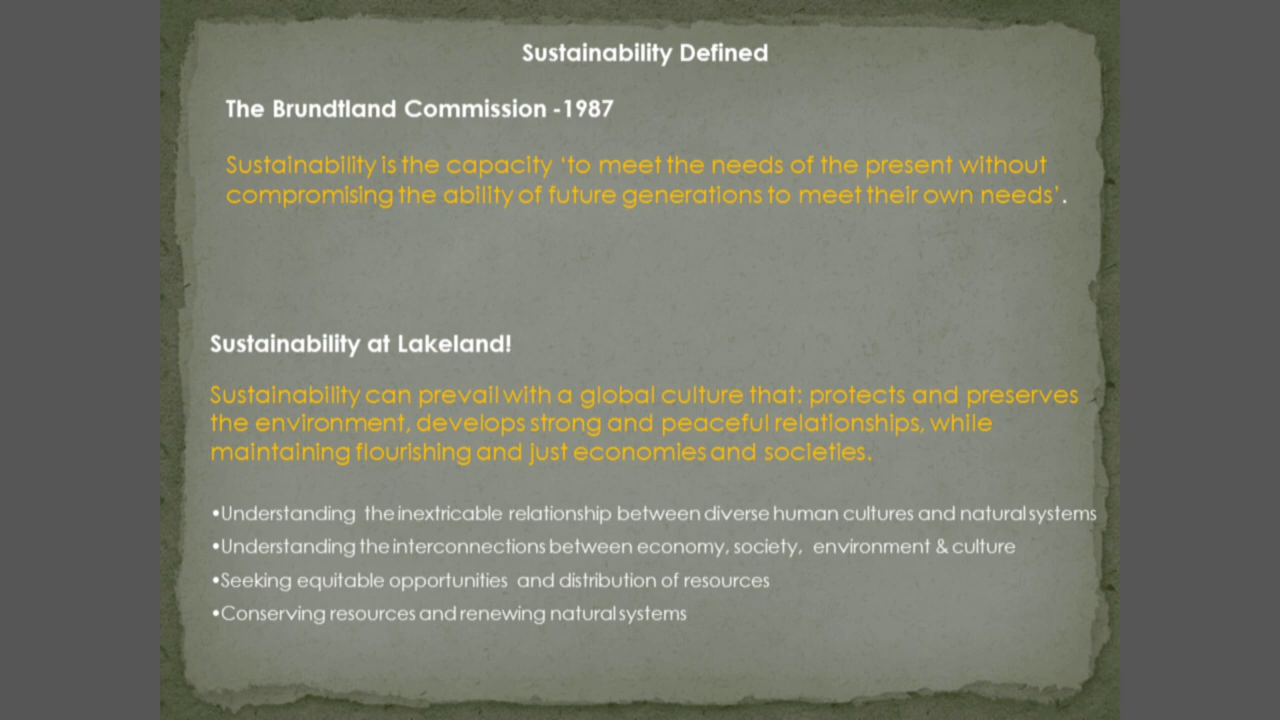 Sustainability Defined
The Brundtland Commission -1987
Sustainability is the capacity ‘to meet the needs of the present without
compromising the ability of future generations to meet their own needs’.
Sustainability at Lakeland!
Sustainability can prevail with a global culture that: protects and preserves
the environment, develops strong and peaceful relationships, while
maintaining flourishing and just economies and societies.
•Understanding the inextricable relationship between diverse human cultures and natural systems
•Understanding the interconnections between economy, society, environment & culture
•Seeking equitable opportunities and distribution of resources
•Conserving resources and renewing natural systems